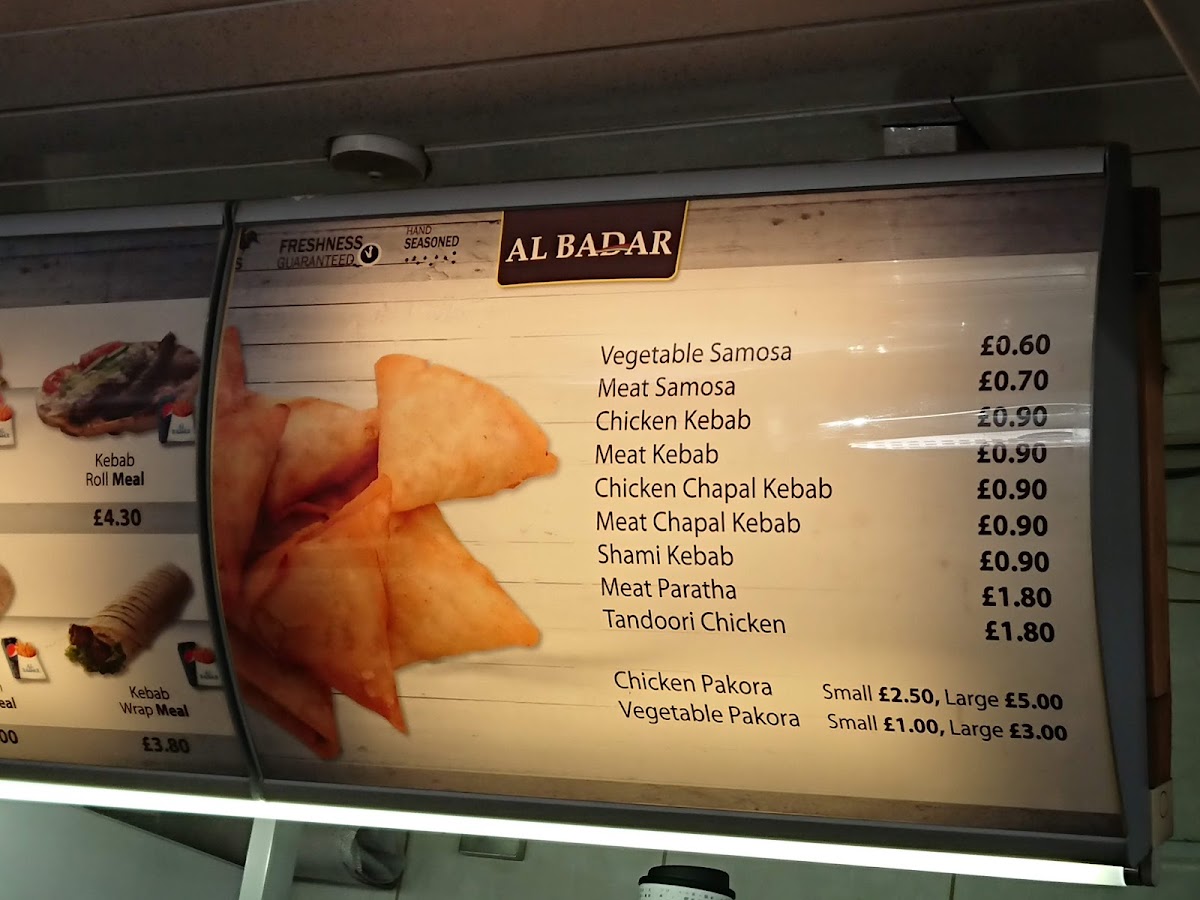 Kebab
Roll Meal
£4.30
Kebab
Wrap Meal
£3.80
FRESHNESS
GUARANTEED
HAND
SEASONED
AL BADAR
Vegetable Samosa £0.60
Meat Samosa £0.70
Chicken Kebab £0.90
Meat Kebab £0.90
Chicken Chapal Kebab £0.90
Meat Chapal Kebab £0.90
Shami Kebab £0.90
Meat Paratha £1.80
Tandoori Chicken £1.80
Chicken Pakora Small £2.50, Large £5.00
Vegetable Pakora Small £1.00, Large £3.00